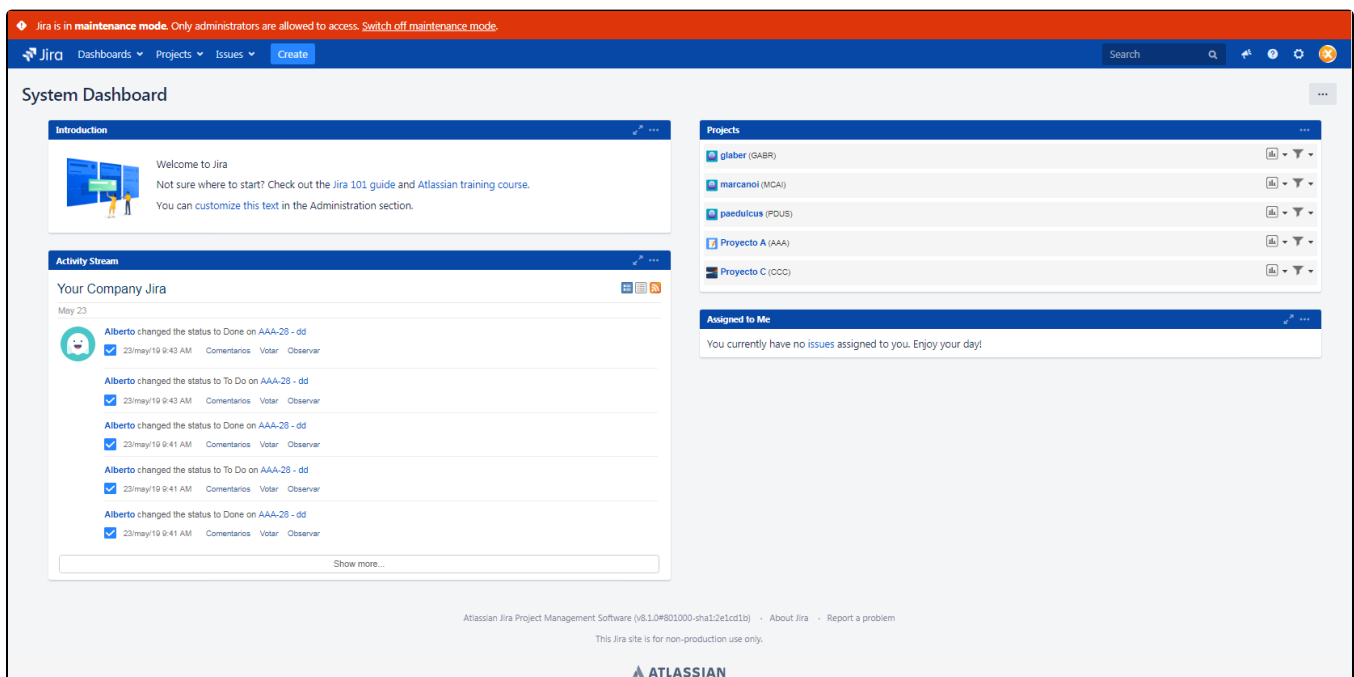 Jira is in maintenance mode. Only administrators are allowed to access. Switch off maintenance mode.
Jira Dashboards Projects Issues Create Search
System Dashboard
Introduction
Welcome to Jira
Not sure where to start? Check out the Jira 101 guide and Atlassian training course.
You can customize this text in the Administration section.
Activity Stream
Your Company Jira
May 23
Alberto changed the status to Done on AAA-28 - dd
23/may/19 9:43 AM Comentarios Votar Observar
Alberto changed the status to To Do on AAA-28 - dd
23/may/19 9:43 AM Comentarios Votar Observar
Alberto changed the status to Done on AAA-28 - dd
23/may/19 9:41 AM Comentarios Votar Observar
Alberto changed the status to To Do on AAA-28 - dd
23/may/19 9:41 AM Comentarios Votar Observar
Alberto changed the status to Done on AAA-28 - dd
23/may/19 9:41 AM Comentarios Votar Observar
Show more...
Projects
glaber (GABR)
marcanoi (MCAI)
paedulcus (PDUS)
Proyecto A (AAA)
Proyecto C (CCC)
Assigned to Me
You currently have no issues assigned to you. Enjoy your day!
Atlassian Jira Project Management Software (v8.1.0#801000-sha1:2e1cd1b) · About Jira · Report a problem
This Jira site is for non-production use only.
ATLASSIAN